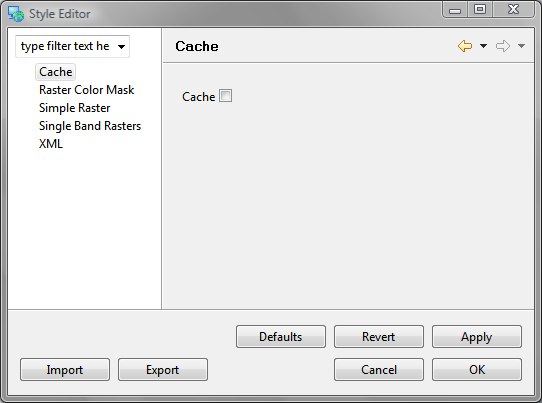 Style Editor
type filter text he
Cache
Raster Color Mask
Simple Raster
Single Band Rasters
XML
Cache
Cache
Defaults
Revert
Apply
Import
Export
Cancel
OK